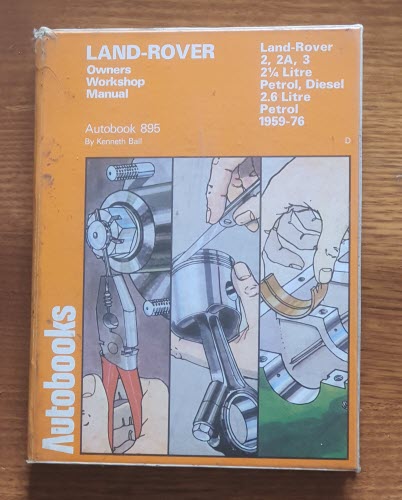 LAND-ROVER
Owners
Workshop
Manual
Autobook 895
By Kenneth Ball
Land-Rover
2, 2A, 3
2¼ Litre
Petrol, Diesel
2.6 Litre
Petrol
1959-76
D
Autobooks